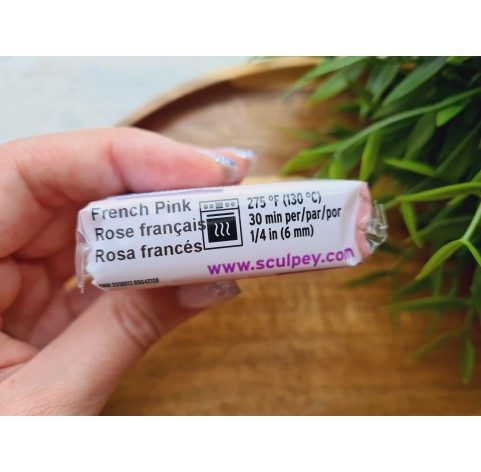 French Pink
Rose français
Rosa francés
275 °F (130 °C)
30 min per/par/por
1/4 in (6 mm)
www.sculpey.com